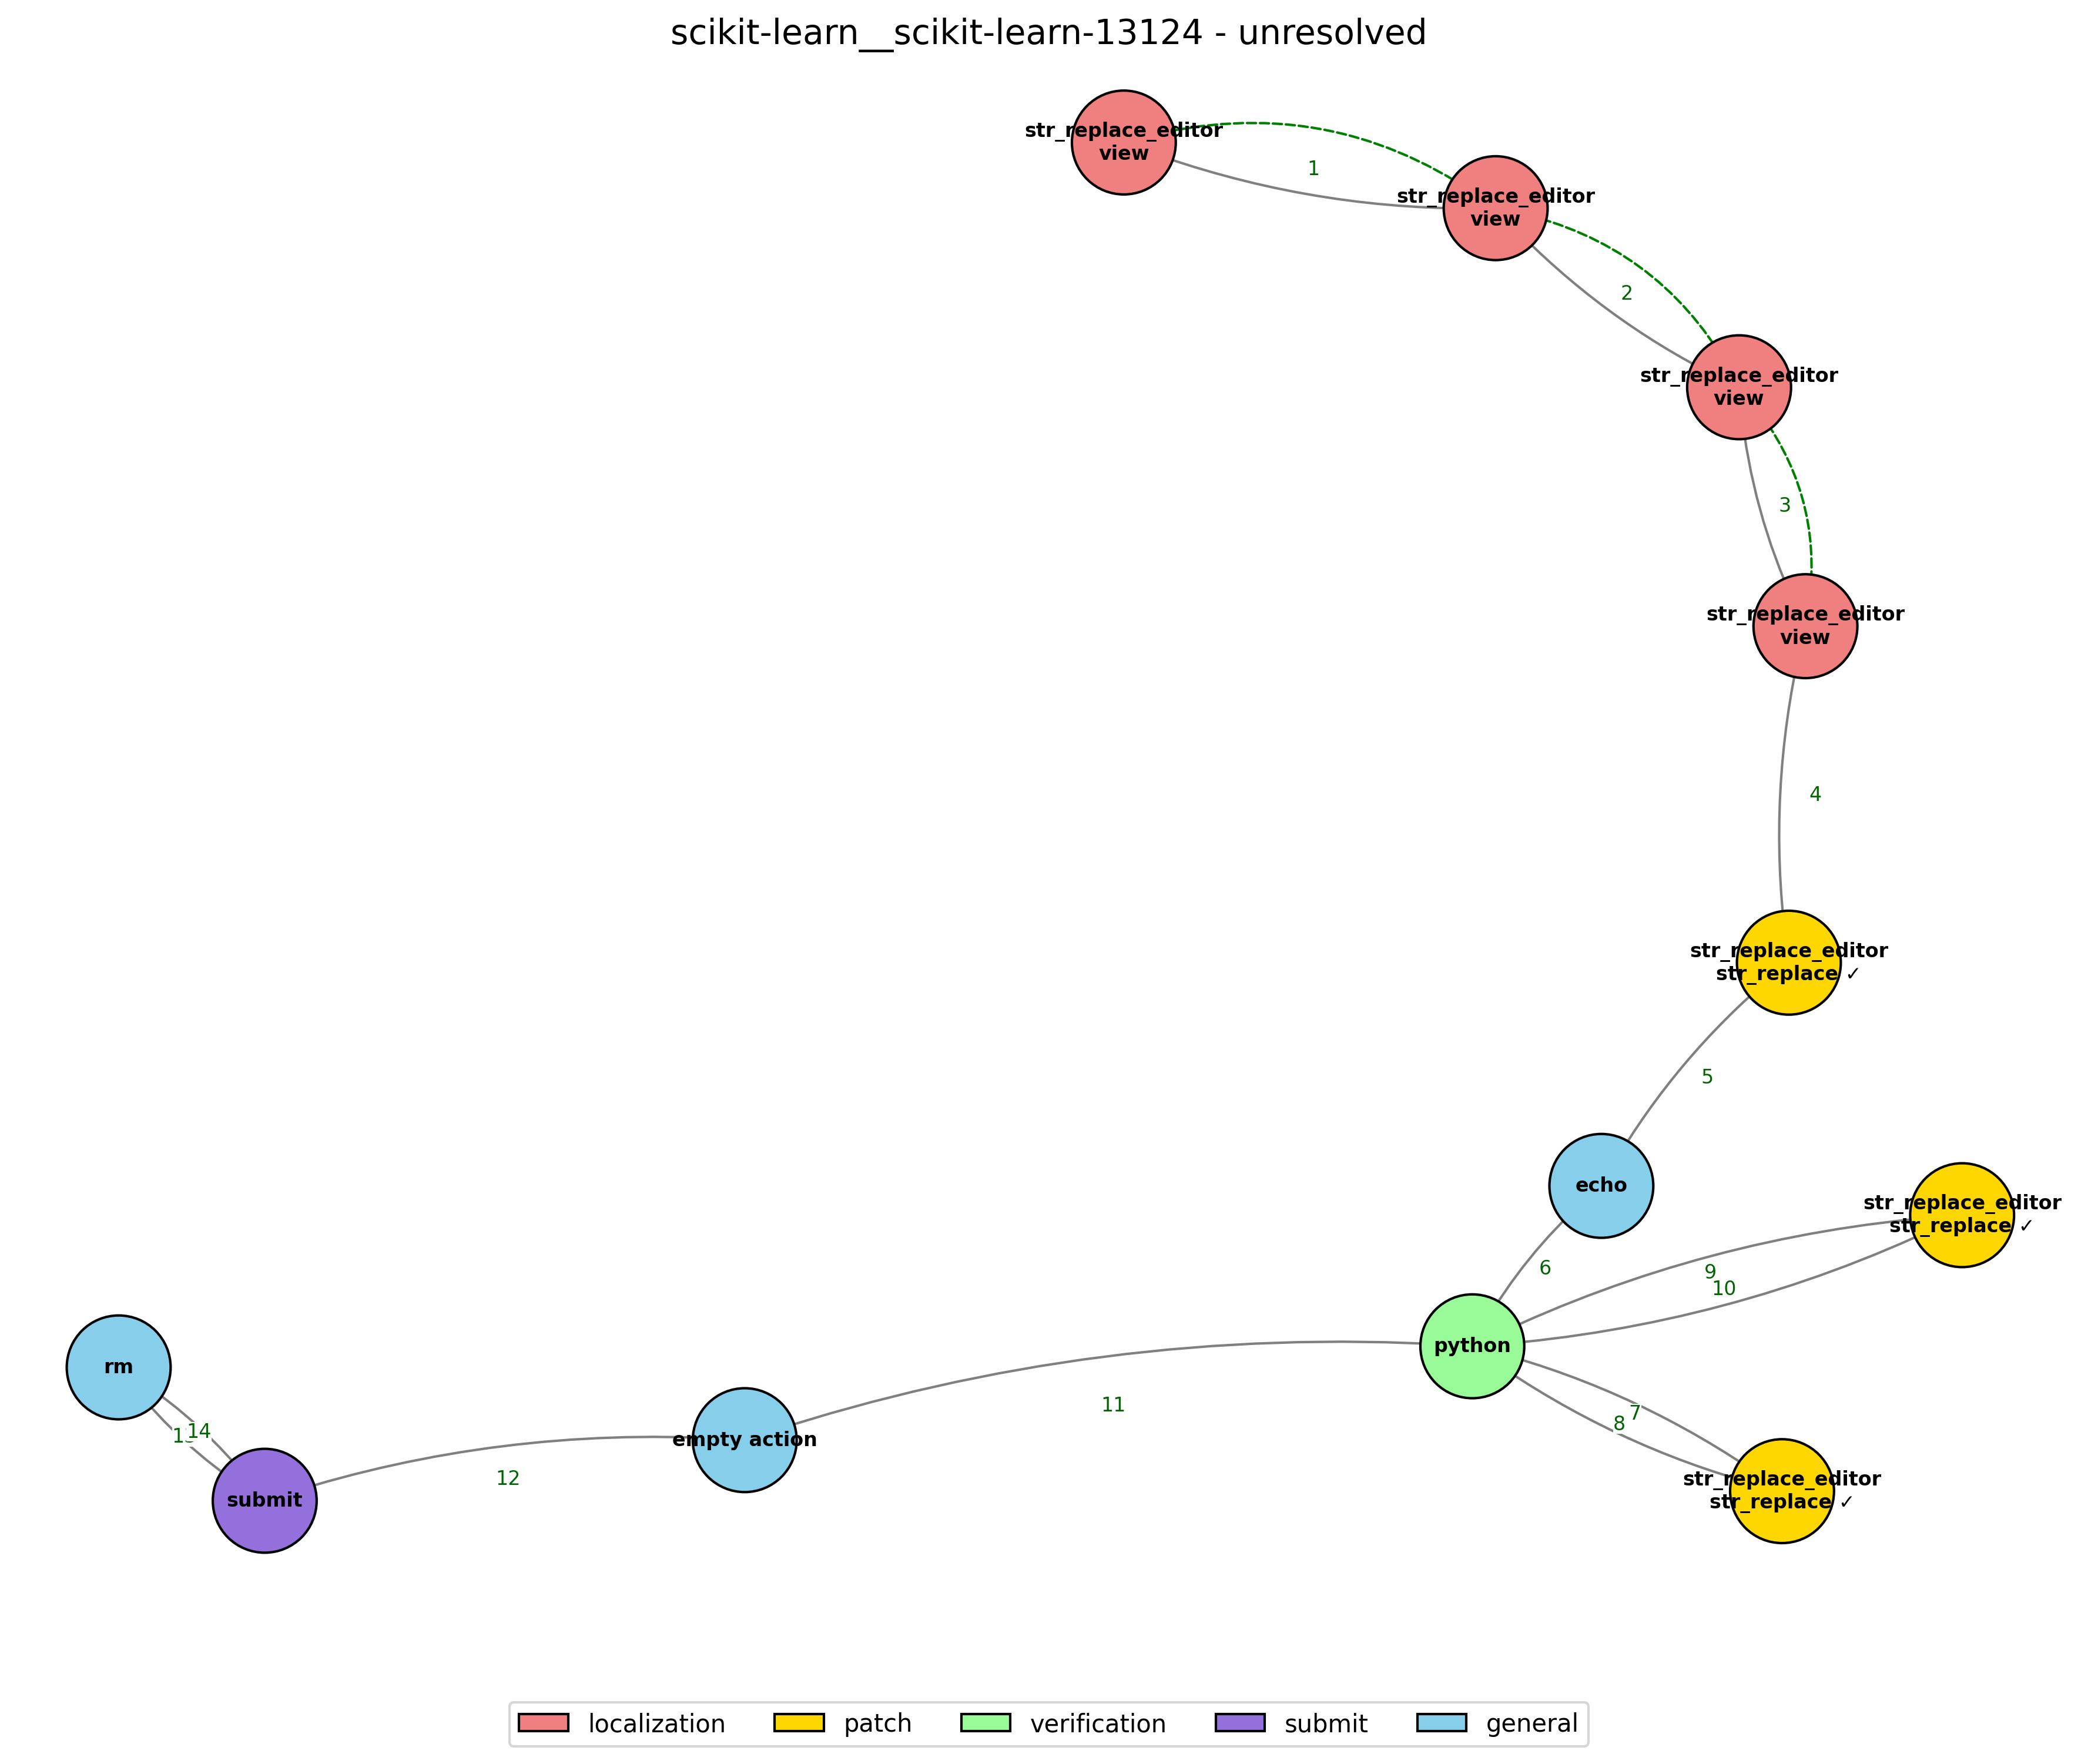 scikit-learn__scikit-learn-13124 - unresolved
str_replace_editor
view
1
str_replace_editor
view
2
str_replace_editor
view
3
str_replace_editor
view
4
str_replace_editor
str_replace ✓
5
echo
str_replace_editor
str_replace ✓
6
9
10
python
rm
11
7
8
14
empty action
12
submit
str_replace_editor
str_replace ✓
localization
patch
verification
submit
general